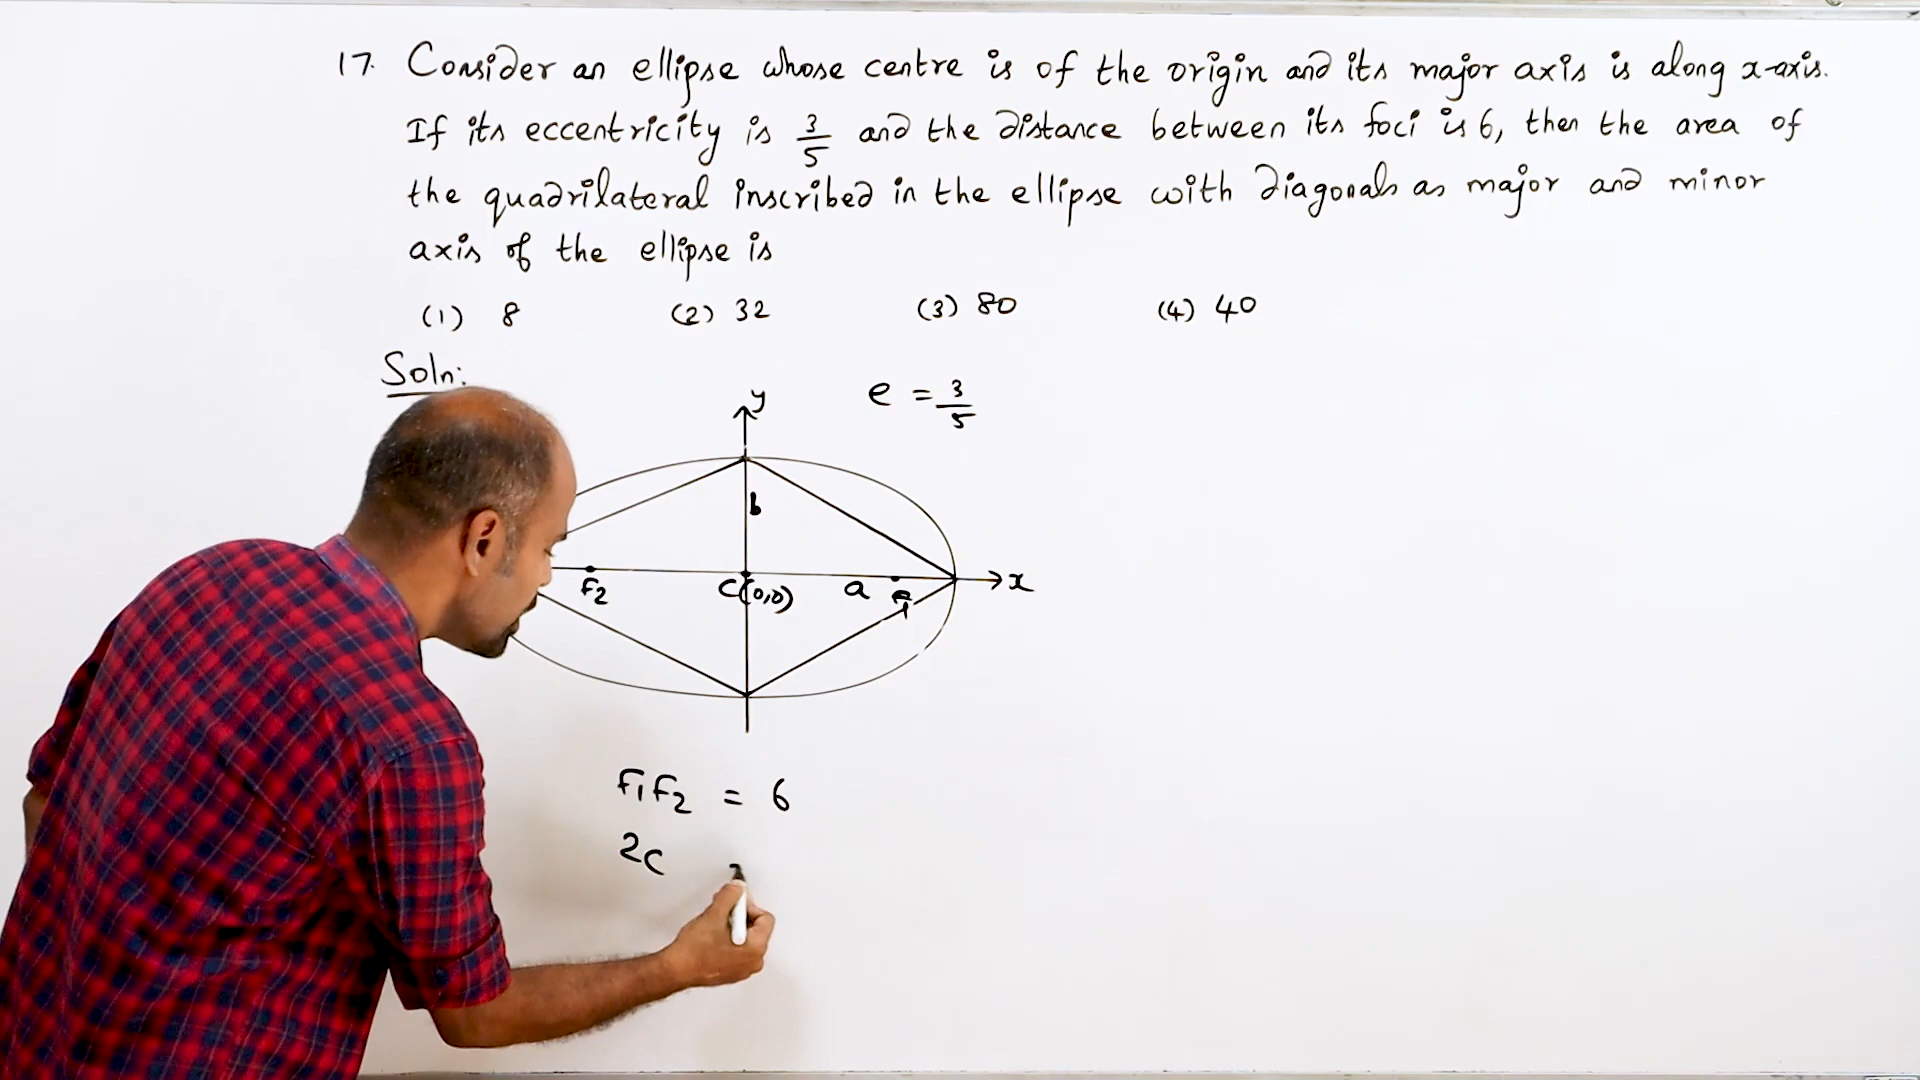 17. Consider an ellipse whose centre is of the origin and its major axis is along x-axis.
If its eccentricity is 3/5 and the distance between its foci is 6, then the area of
the quadrilateral inscribed in the ellipse with diagonals as major and minor
axis of the ellipse is
(1) 8 (2) 32 (3) 80 (4) 40
Soln:
e = 3/5
y
b
F2 C(0,0) a F1 x
F1F2 = 6
2c